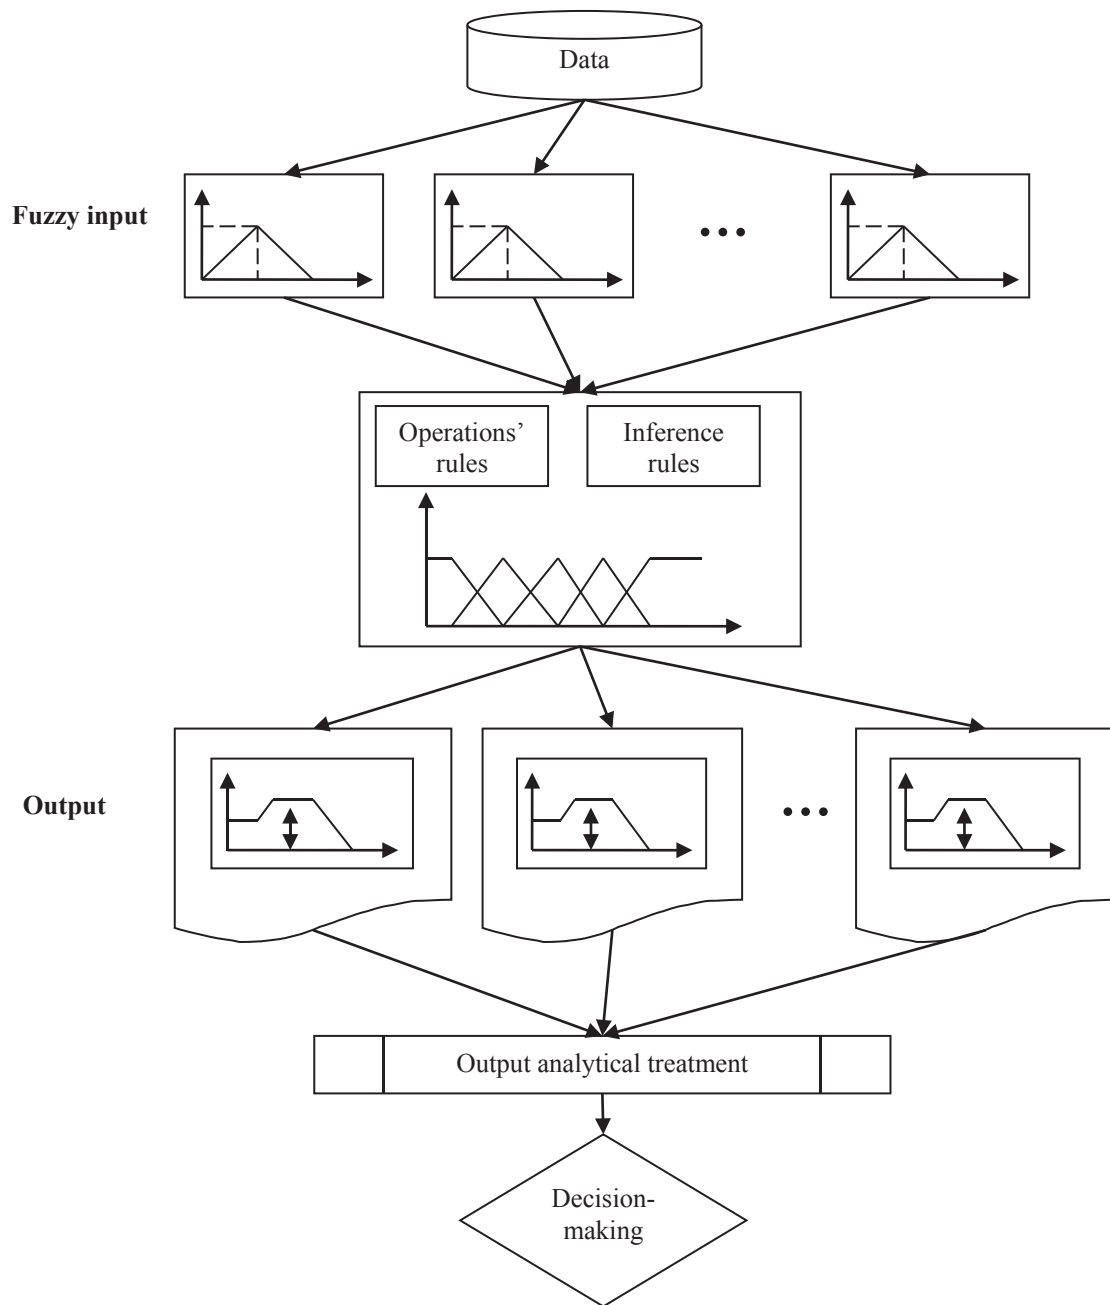 Data
Fuzzy input
Operations’
rules
Inference
rules
Output
Output analytical treatment
Decision-
making